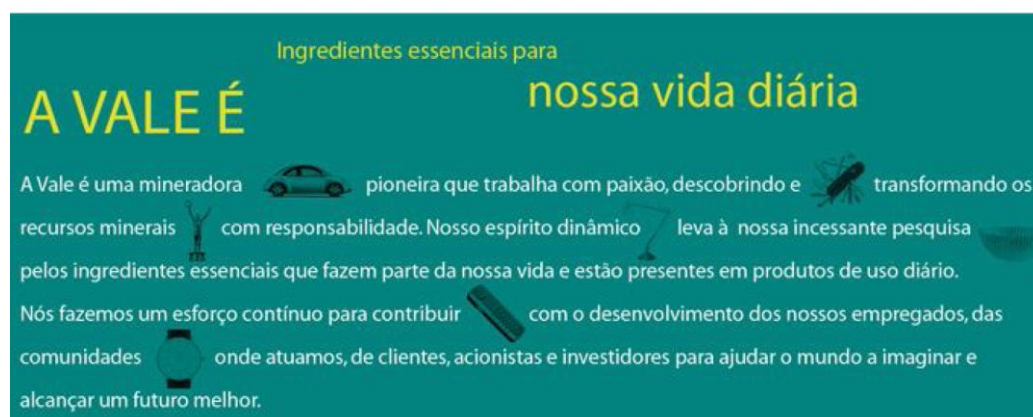 Ingredientes essenciais para
A VALE É nossa vida diária
A Vale é uma mineradora pioneira que trabalha com paixão, descobrindo e transformando os
recursos minerais com responsabilidade. Nosso espírito dinâmico leva à nossa incessante pesquisa
pelos ingredientes essenciais que fazem parte da nossa vida e estão presentes em produtos de uso diário.
Nós fazemos um esforço contínuo para contribuir com o desenvolvimento dos nossos empregados, das
comunidades onde atuamos, de clientes, acionistas e investidores para ajudar o mundo a imaginar e
alcançar um futuro melhor.